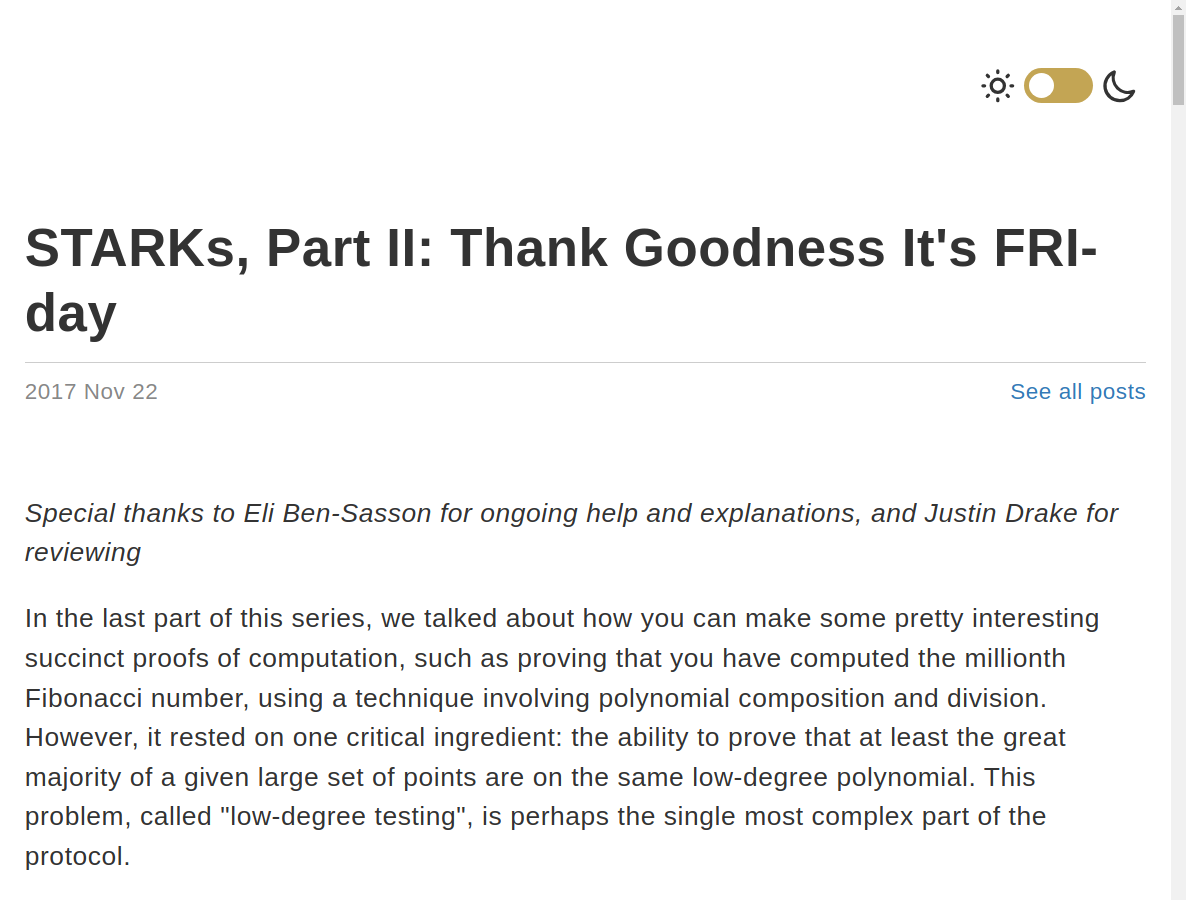 STARKs, Part II: Thank Goodness It's FRI-
day
2017 Nov 22
See all posts
Special thanks to Eli Ben-Sasson for ongoing help and explanations, and Justin Drake for
reviewing
In the last part of this series, we talked about how you can make some pretty interesting
succinct proofs of computation, such as proving that you have computed the millionth
Fibonacci number, using a technique involving polynomial composition and division.
However, it rested on one critical ingredient: the ability to prove that at least the great
majority of a given large set of points are on the same low-degree polynomial. This
problem, called "low-degree testing", is perhaps the single most complex part of the
protocol.